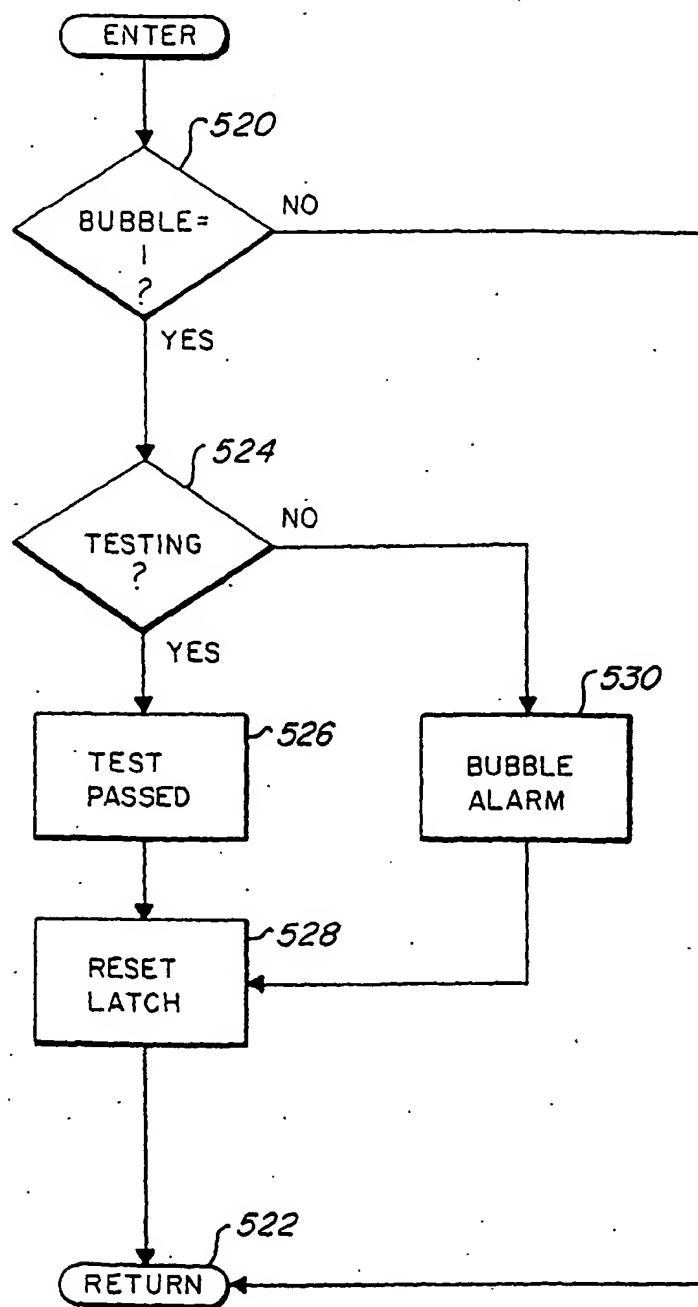 ENTER
520
BUBBLE=
1
?
NO
YES
524
TESTING
?
NO
YES
526
TEST
PASSED
530
BUBBLE
ALARM
528
RESET
LATCH
522
RETURN